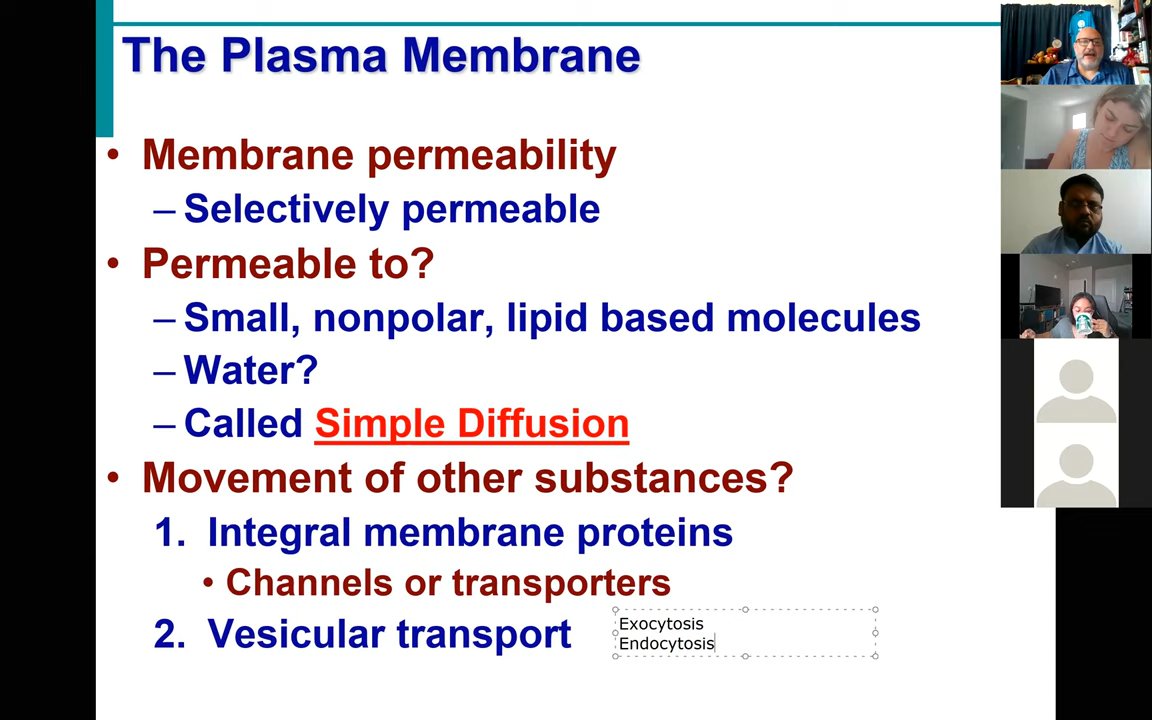 The Plasma Membrane
• Membrane permeability
– Selectively permeable
• Permeable to?
– Small, nonpolar, lipid based molecules
– Water?
– Called Simple Diffusion
• Movement of other substances?
1. Integral membrane proteins
• Channels or transporters
2. Vesicular transport
Exocytosis
Endocytosis